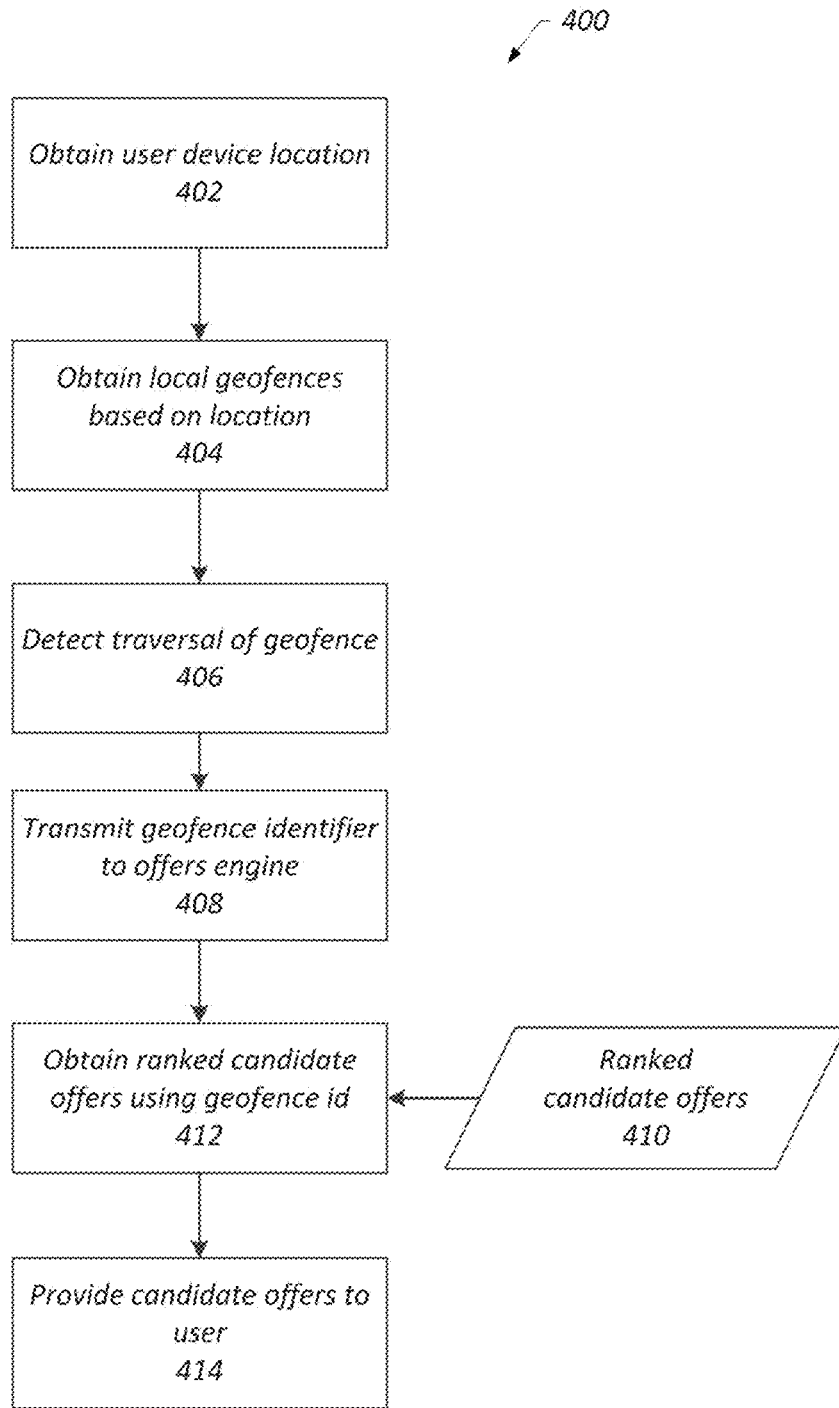 400
Obtain user device location
402
Obtain local geofences
based on location
404
Detect traversal of geofence
406
Transmit geofence identifier
to offers engine
408
Obtain ranked candidate
offers using geofence id
412
Ranked
candidate offers
410
Provide candidate offers to
user
414